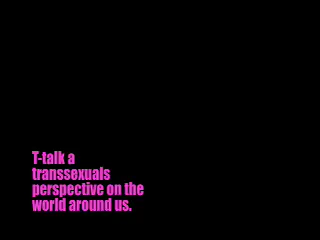 T-talk a
transsexuals
perspective on the
world around us.